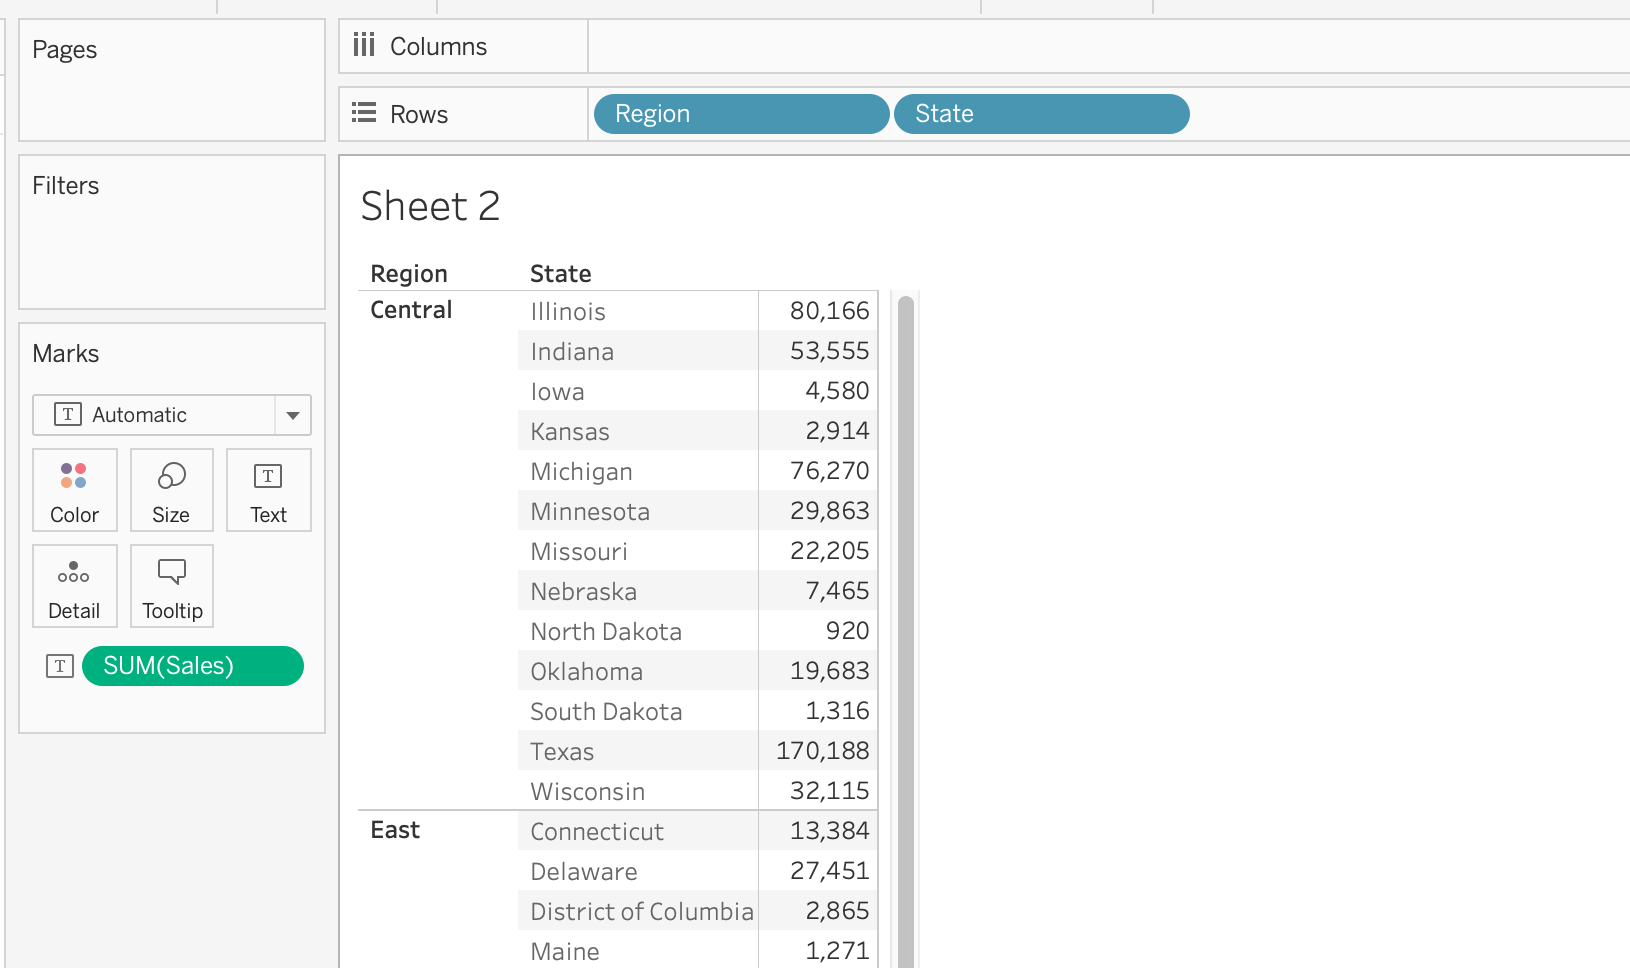 Pages
Columns
Rows Region State
Filters
Marks
T Automatic
Color Size T Text
Detail Tooltip
T SUM(Sales)
Sheet 2
Region State
Central Illinois 80,166
Indiana 53,555
Iowa 4,580
Kansas 2,914
Michigan 76,270
Minnesota 29,863
Missouri 22,205
Nebraska 7,465
North Dakota 920
Oklahoma 19,683
South Dakota 1,316
Texas 170,188
Wisconsin 32,115
East Connecticut 13,384
Delaware 27,451
District of Columbia 2,865
Maine 1,271